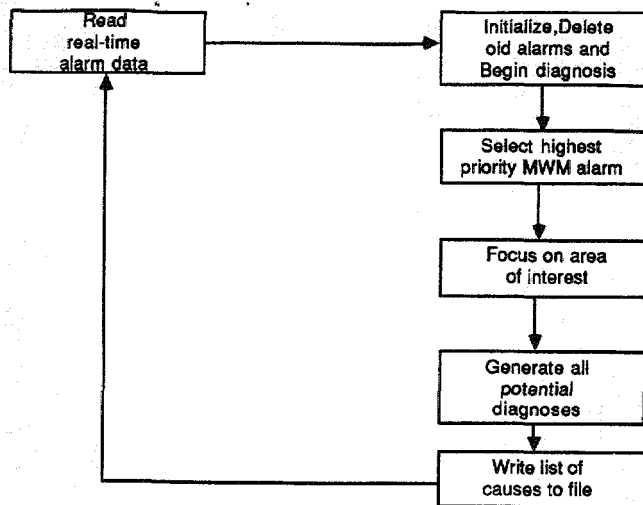 Read
real-time
alarm data
Initialize,Delete
old alarms and
Begin diagnosis
Select highest
priority MWM alarm
Focus on area
of interest
Generate all
potential
diagnoses
Write list of
causes to file